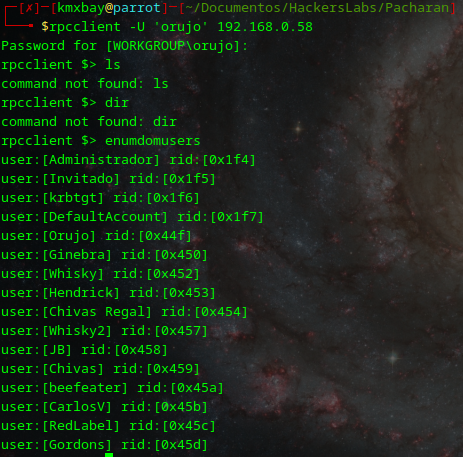 ─[✗]─[kmxbay@parrot]─[~/Documentos/HackersLabs/Pacharan]
$rpcclient -U 'orujo' 192.168.0.58
Password for [WORKGROUP\orujo]:
rpcclient $> ls
command not found: ls
rpcclient $> dir
command not found: dir
rpcclient $> enumdomusers
user:[Administrador] rid:[0x1f4]
user:[Invitado] rid:[0x1f5]
user:[krbtgt] rid:[0x1f6]
user:[DefaultAccount] rid:[0x1f7]
user:[Orujo] rid:[0x44f]
user:[Ginebra] rid:[0x450]
user:[Whisky] rid:[0x452]
user:[Hendrick] rid:[0x453]
user:[Chivas Regal] rid:[0x454]
user:[Whisky2] rid:[0x457]
user:[JB] rid:[0x458]
user:[Chivas] rid:[0x459]
user:[beefeater] rid:[0x45a]
user:[CarlosV] rid:[0x45b]
user:[RedLabel] rid:[0x45c]
user:[Gordons] rid:[0x45d]